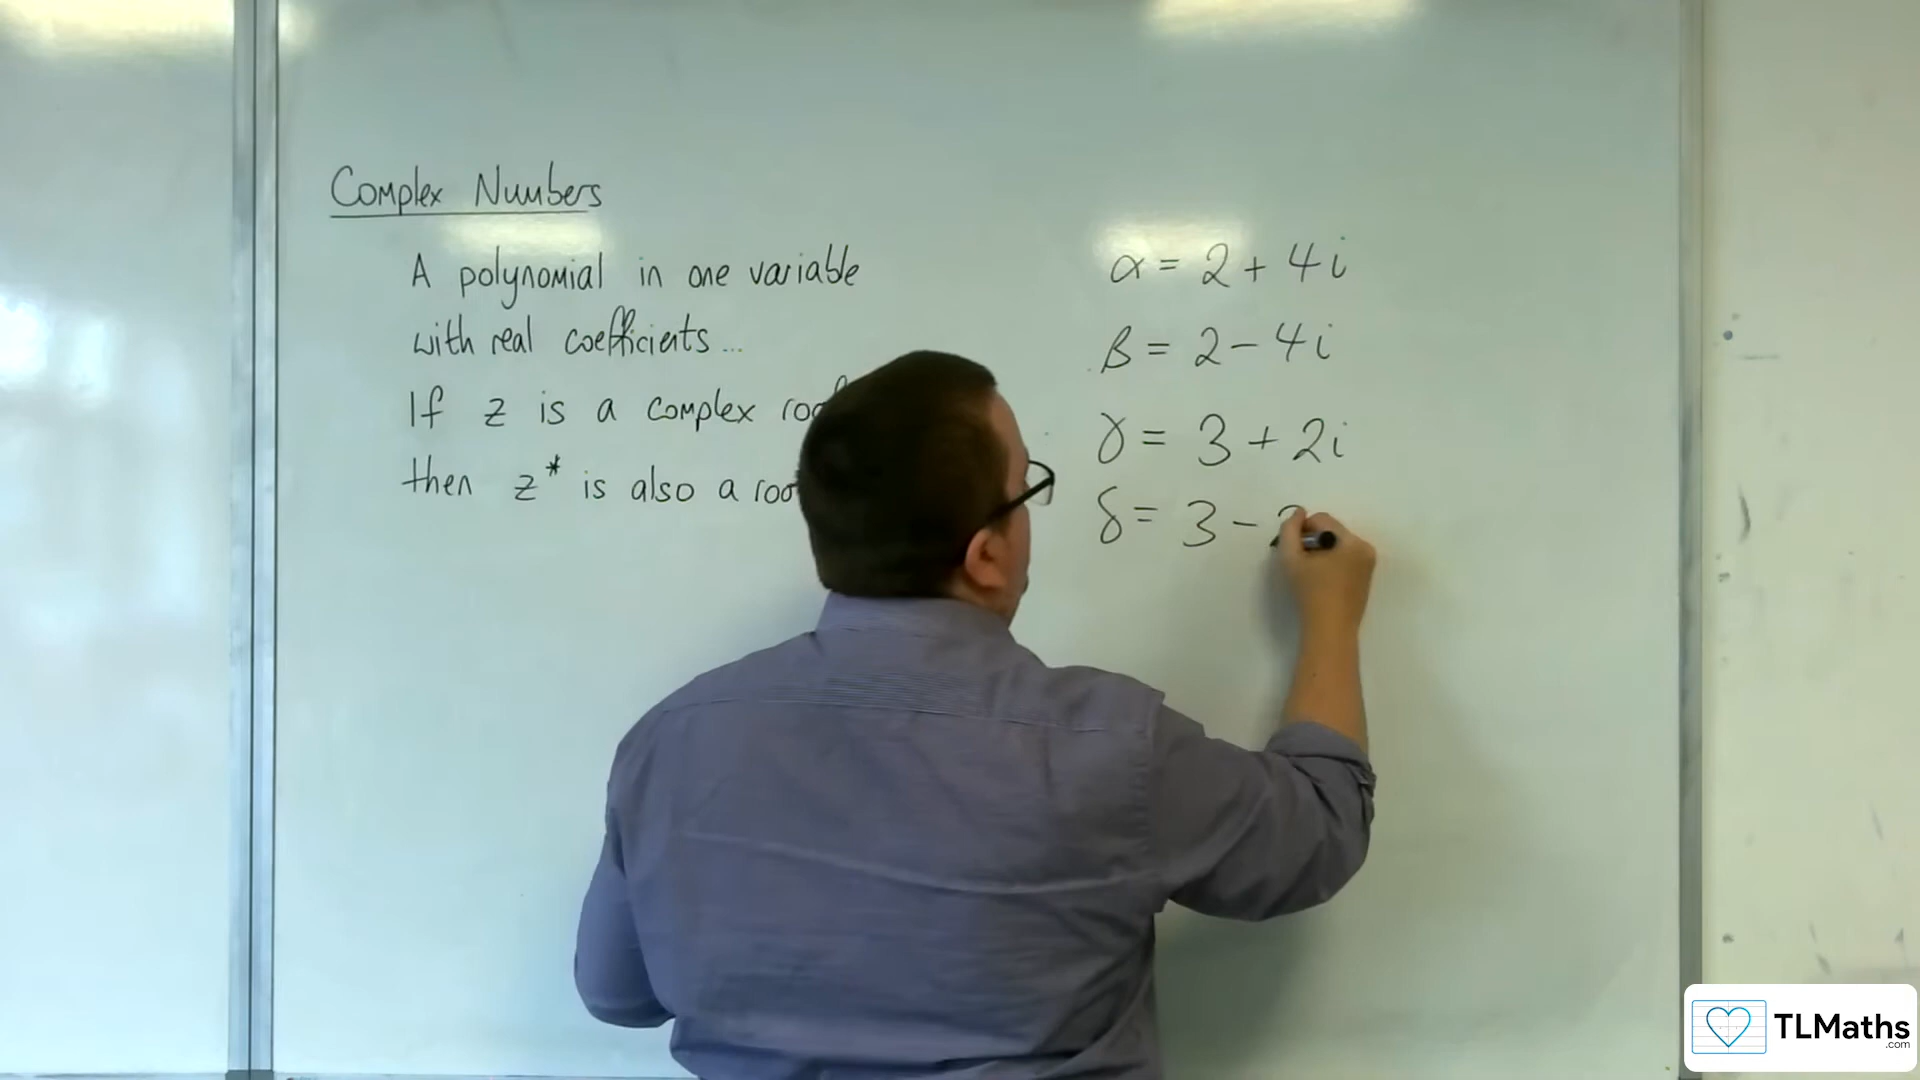 Complex Numbers
A polynomial in one variable
with real coefficients...
If z is a complex
then z* is also a
α = 2 + 4i
β = 2 - 4i
γ = 3 + 2i
δ = 3 -
TLMaths
.com